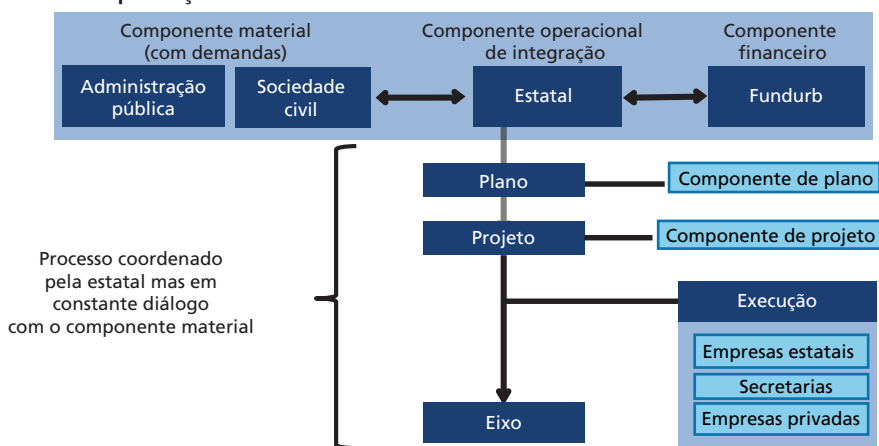 Componente material
(com demandas)
Componente operacional
de integração
Componente
financeiro
Administração
pública
Sociedade
civil
Estatal
Fundurb
Plano
Componente de plano
Projeto
Componente de projeto
Processo coordenado
pela estatal mas em
constante diálogo
com o componente material
Execução
Empresas estatais
Secretarias
Empresas privadas
Eixo